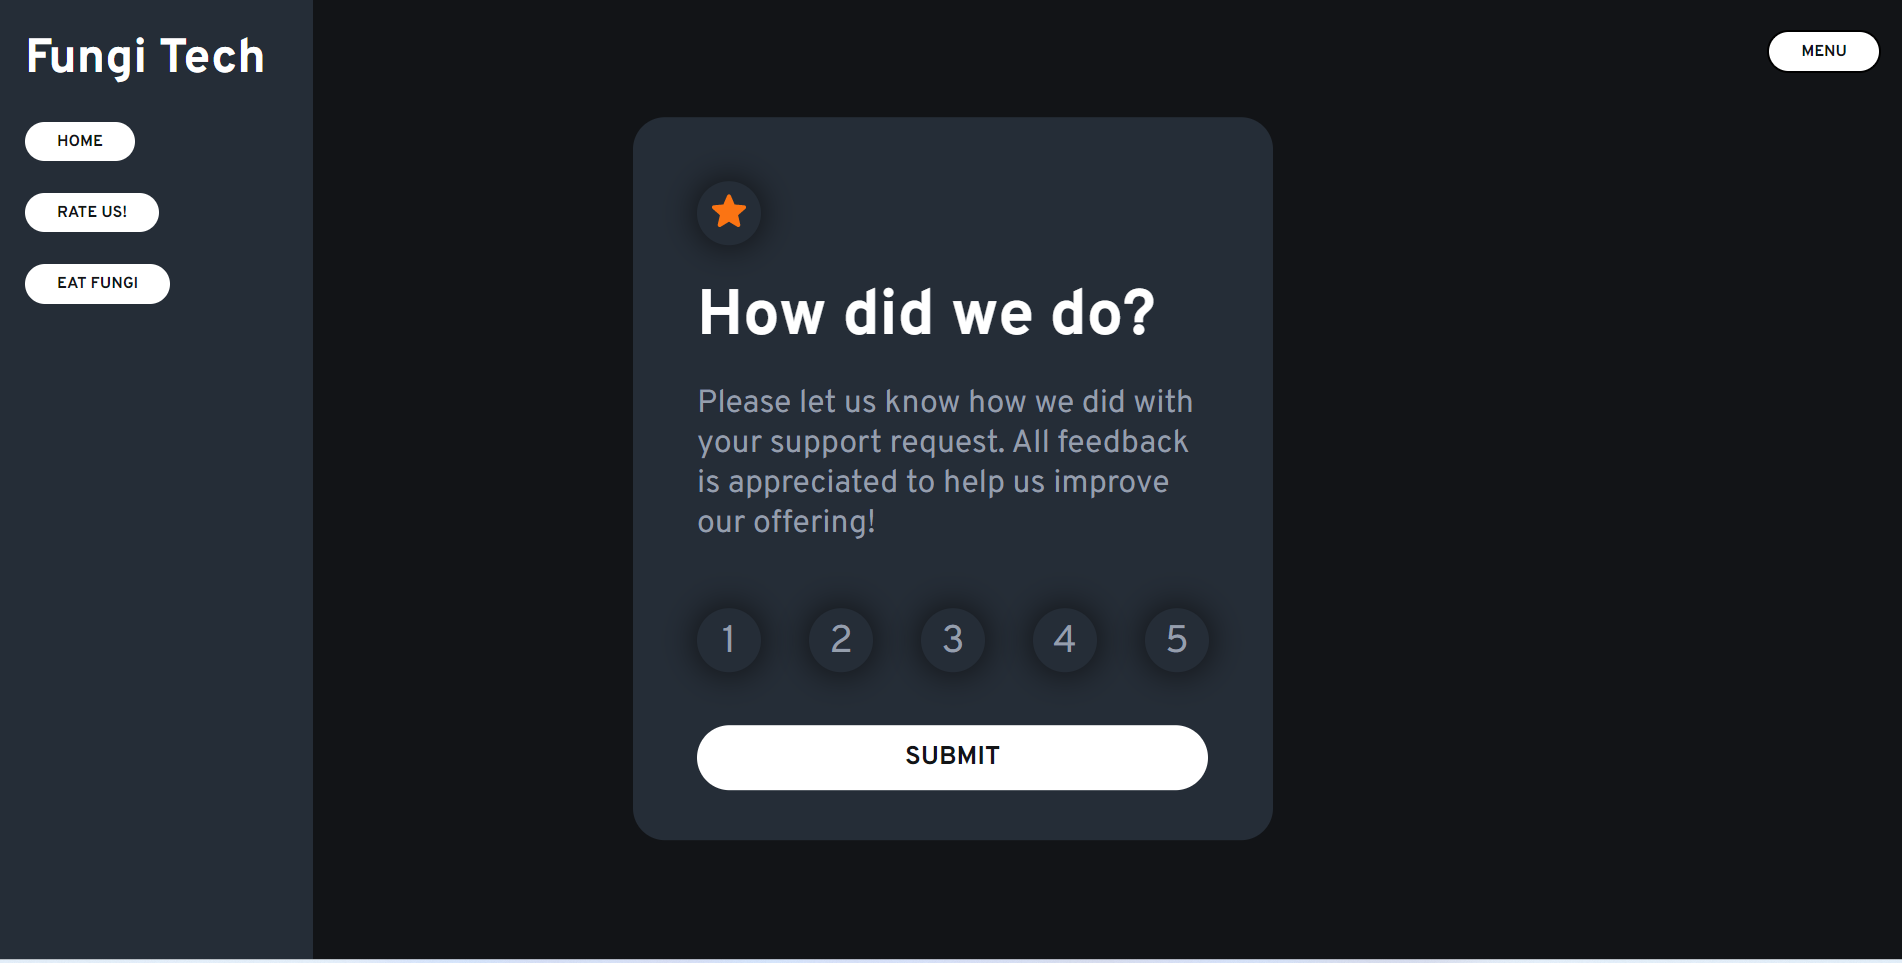 Fungi Tech
HOME
RATE US!
EAT FUNGI
MENU
How did we do?
Please let us know how we did with
your support request. All feedback
is appreciated to help us improve
our offering!
1 2 3 4 5
SUBMIT